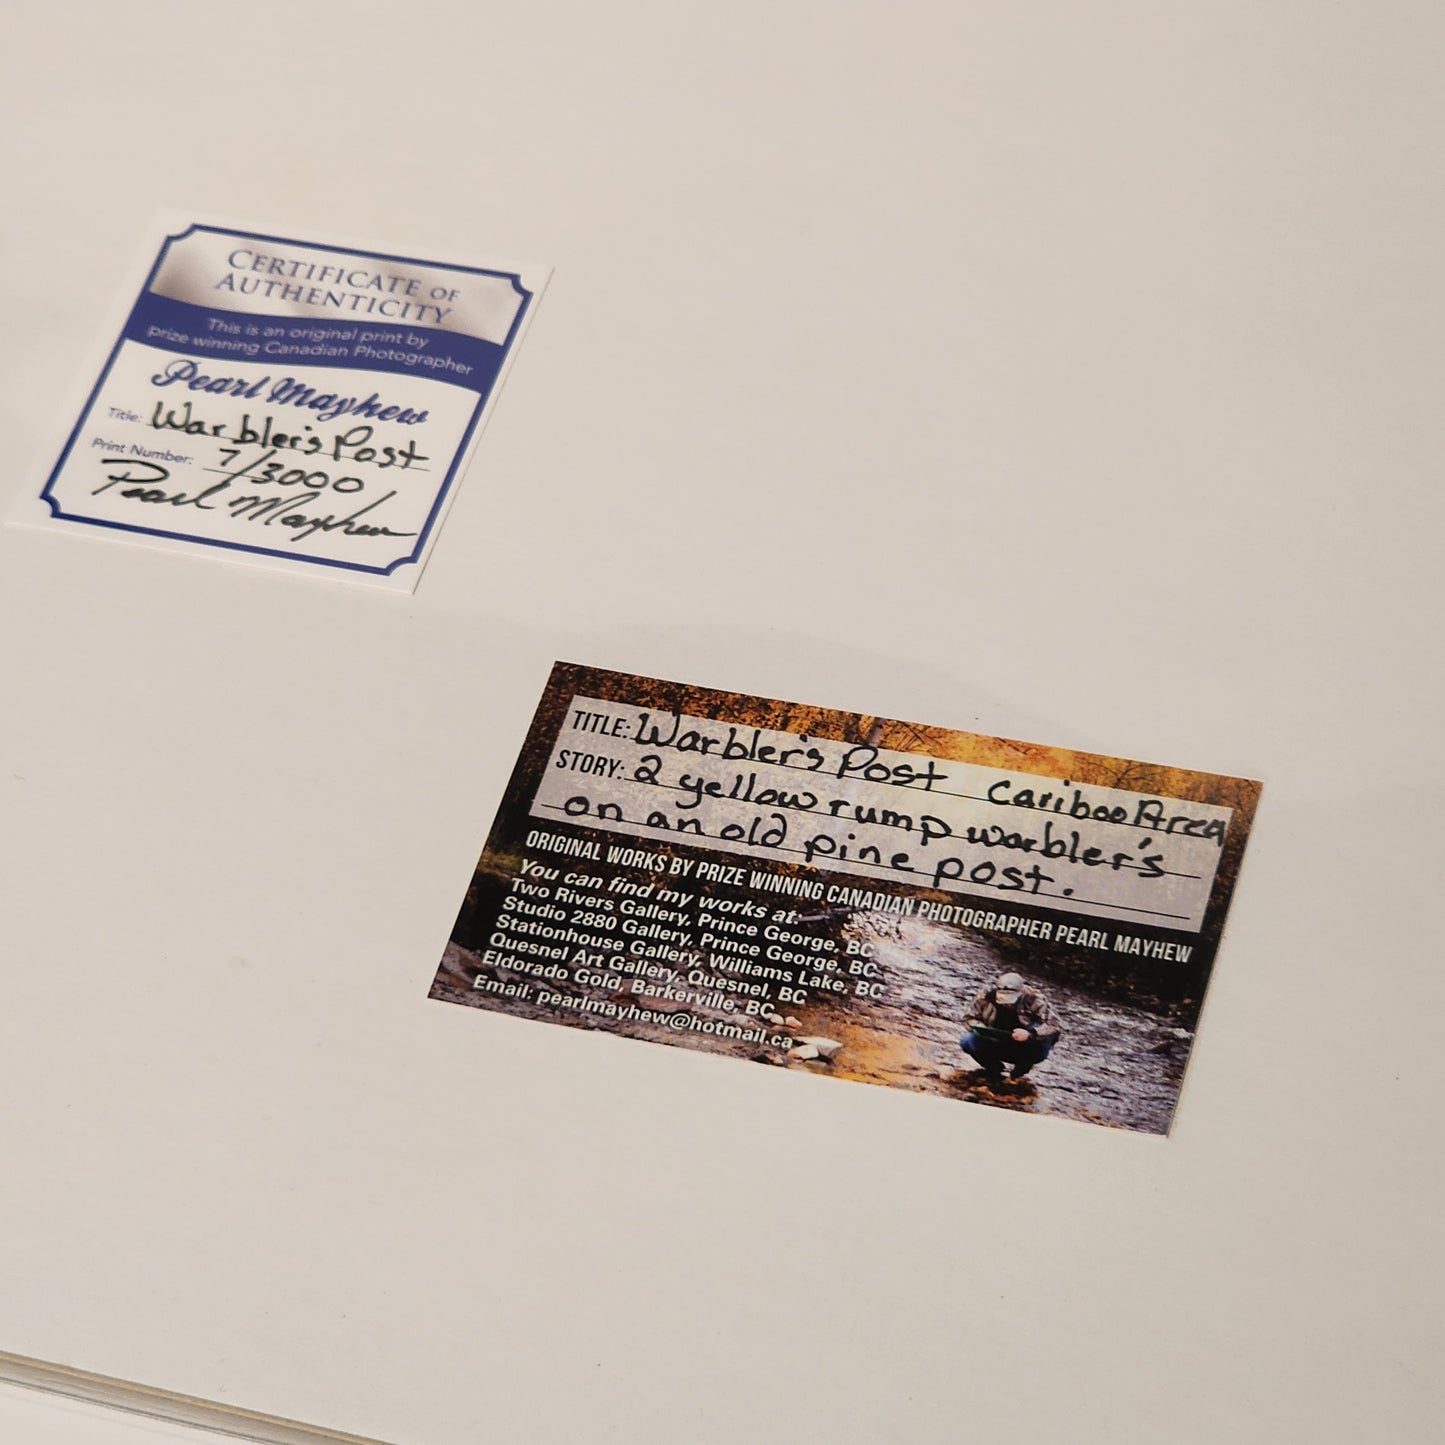 CERTIFICATE OF
AUTHENTICITY
This is an original print by
prize winning Canadian Photographer
Pearl Mayhew
Title: Warbler's Post
Print Number: 7/3000
Pearl Mayhew
TITLE: Warbler's Post Cariboo Area
STORY: 2 yellow rump warbler's
on an old pine post.
ORIGINAL WORKS BY PRIZE WINNING CANADIAN PHOTOGRAPHER PEARL MAYHEW
You can find my works at:
Two Rivers Gallery, Prince George, BC
Studio 2880 Gallery, Prince George, BC
Stationhouse Gallery, Williams Lake, BC
Quesnel Art Gallery, Quesnel, BC
Eldorado Gold, Barkerville, BC
Email: pearlmayhew@hotmail.ca